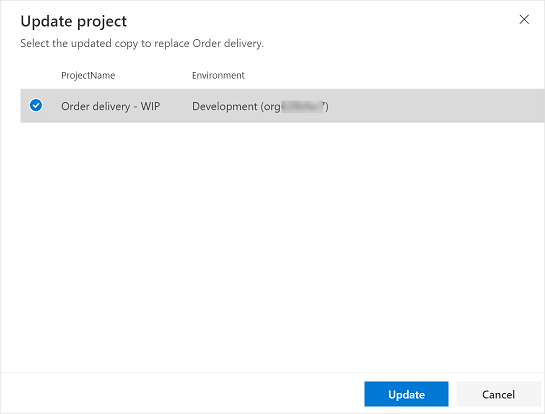 Update project
Select the updated copy to replace Order delivery.
ProjectName Environment
Order delivery - WIP Development (org 7)
Update Cancel